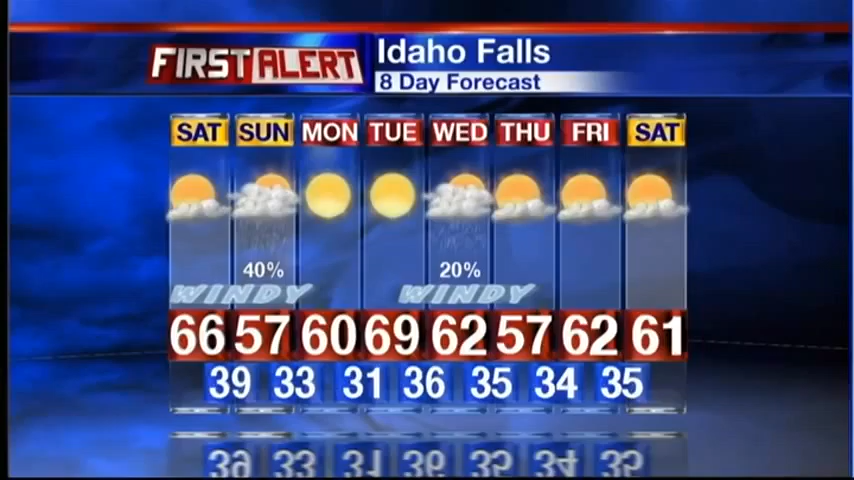 FIRST ALERT
Idaho Falls
8 Day Forecast
SAT SUN MON TUE WED THU FRI SAT
40% 20%
WINDY WINDY
66 57 60 69 62 57 62 61
39 33 31 36 35 34 35